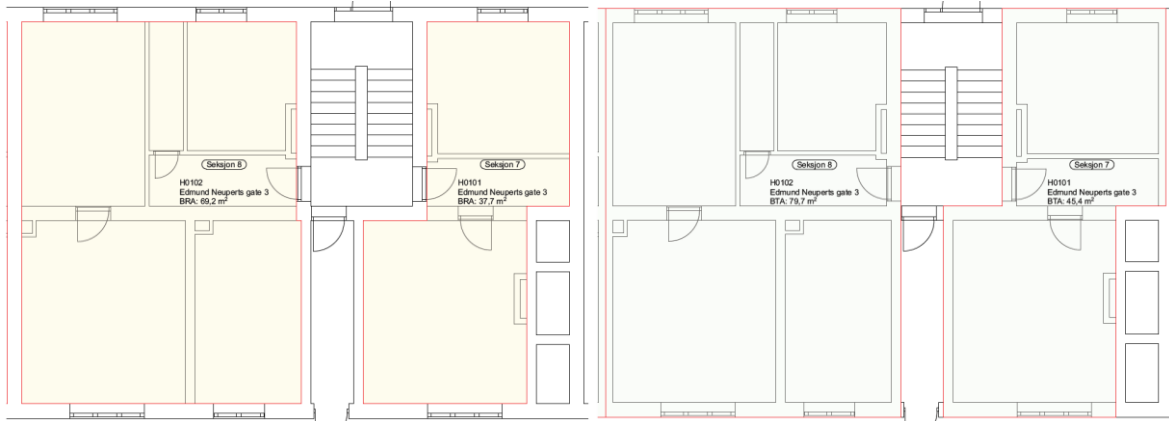 Seksjon 8
H0102
Edmund Neuperts gate 3
BRA: 69,2 m²
Seksjon 7
H0101
Edmund Neuperts gate 3
BRA: 37,7 m²
Seksjon 8
H0102
Edmund Neuperts gate 3
BTA: 79,7 m²
Seksjon 7
H0101
Edmund Neuperts gate 3
BTA: 45,4 m²